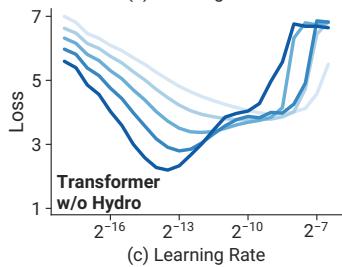 7
5
3
1
Loss
Transformer
w/o Hydro
2⁻¹⁶ 2⁻¹³ 2⁻¹⁰ 2⁻⁷
(c) Learning Rate